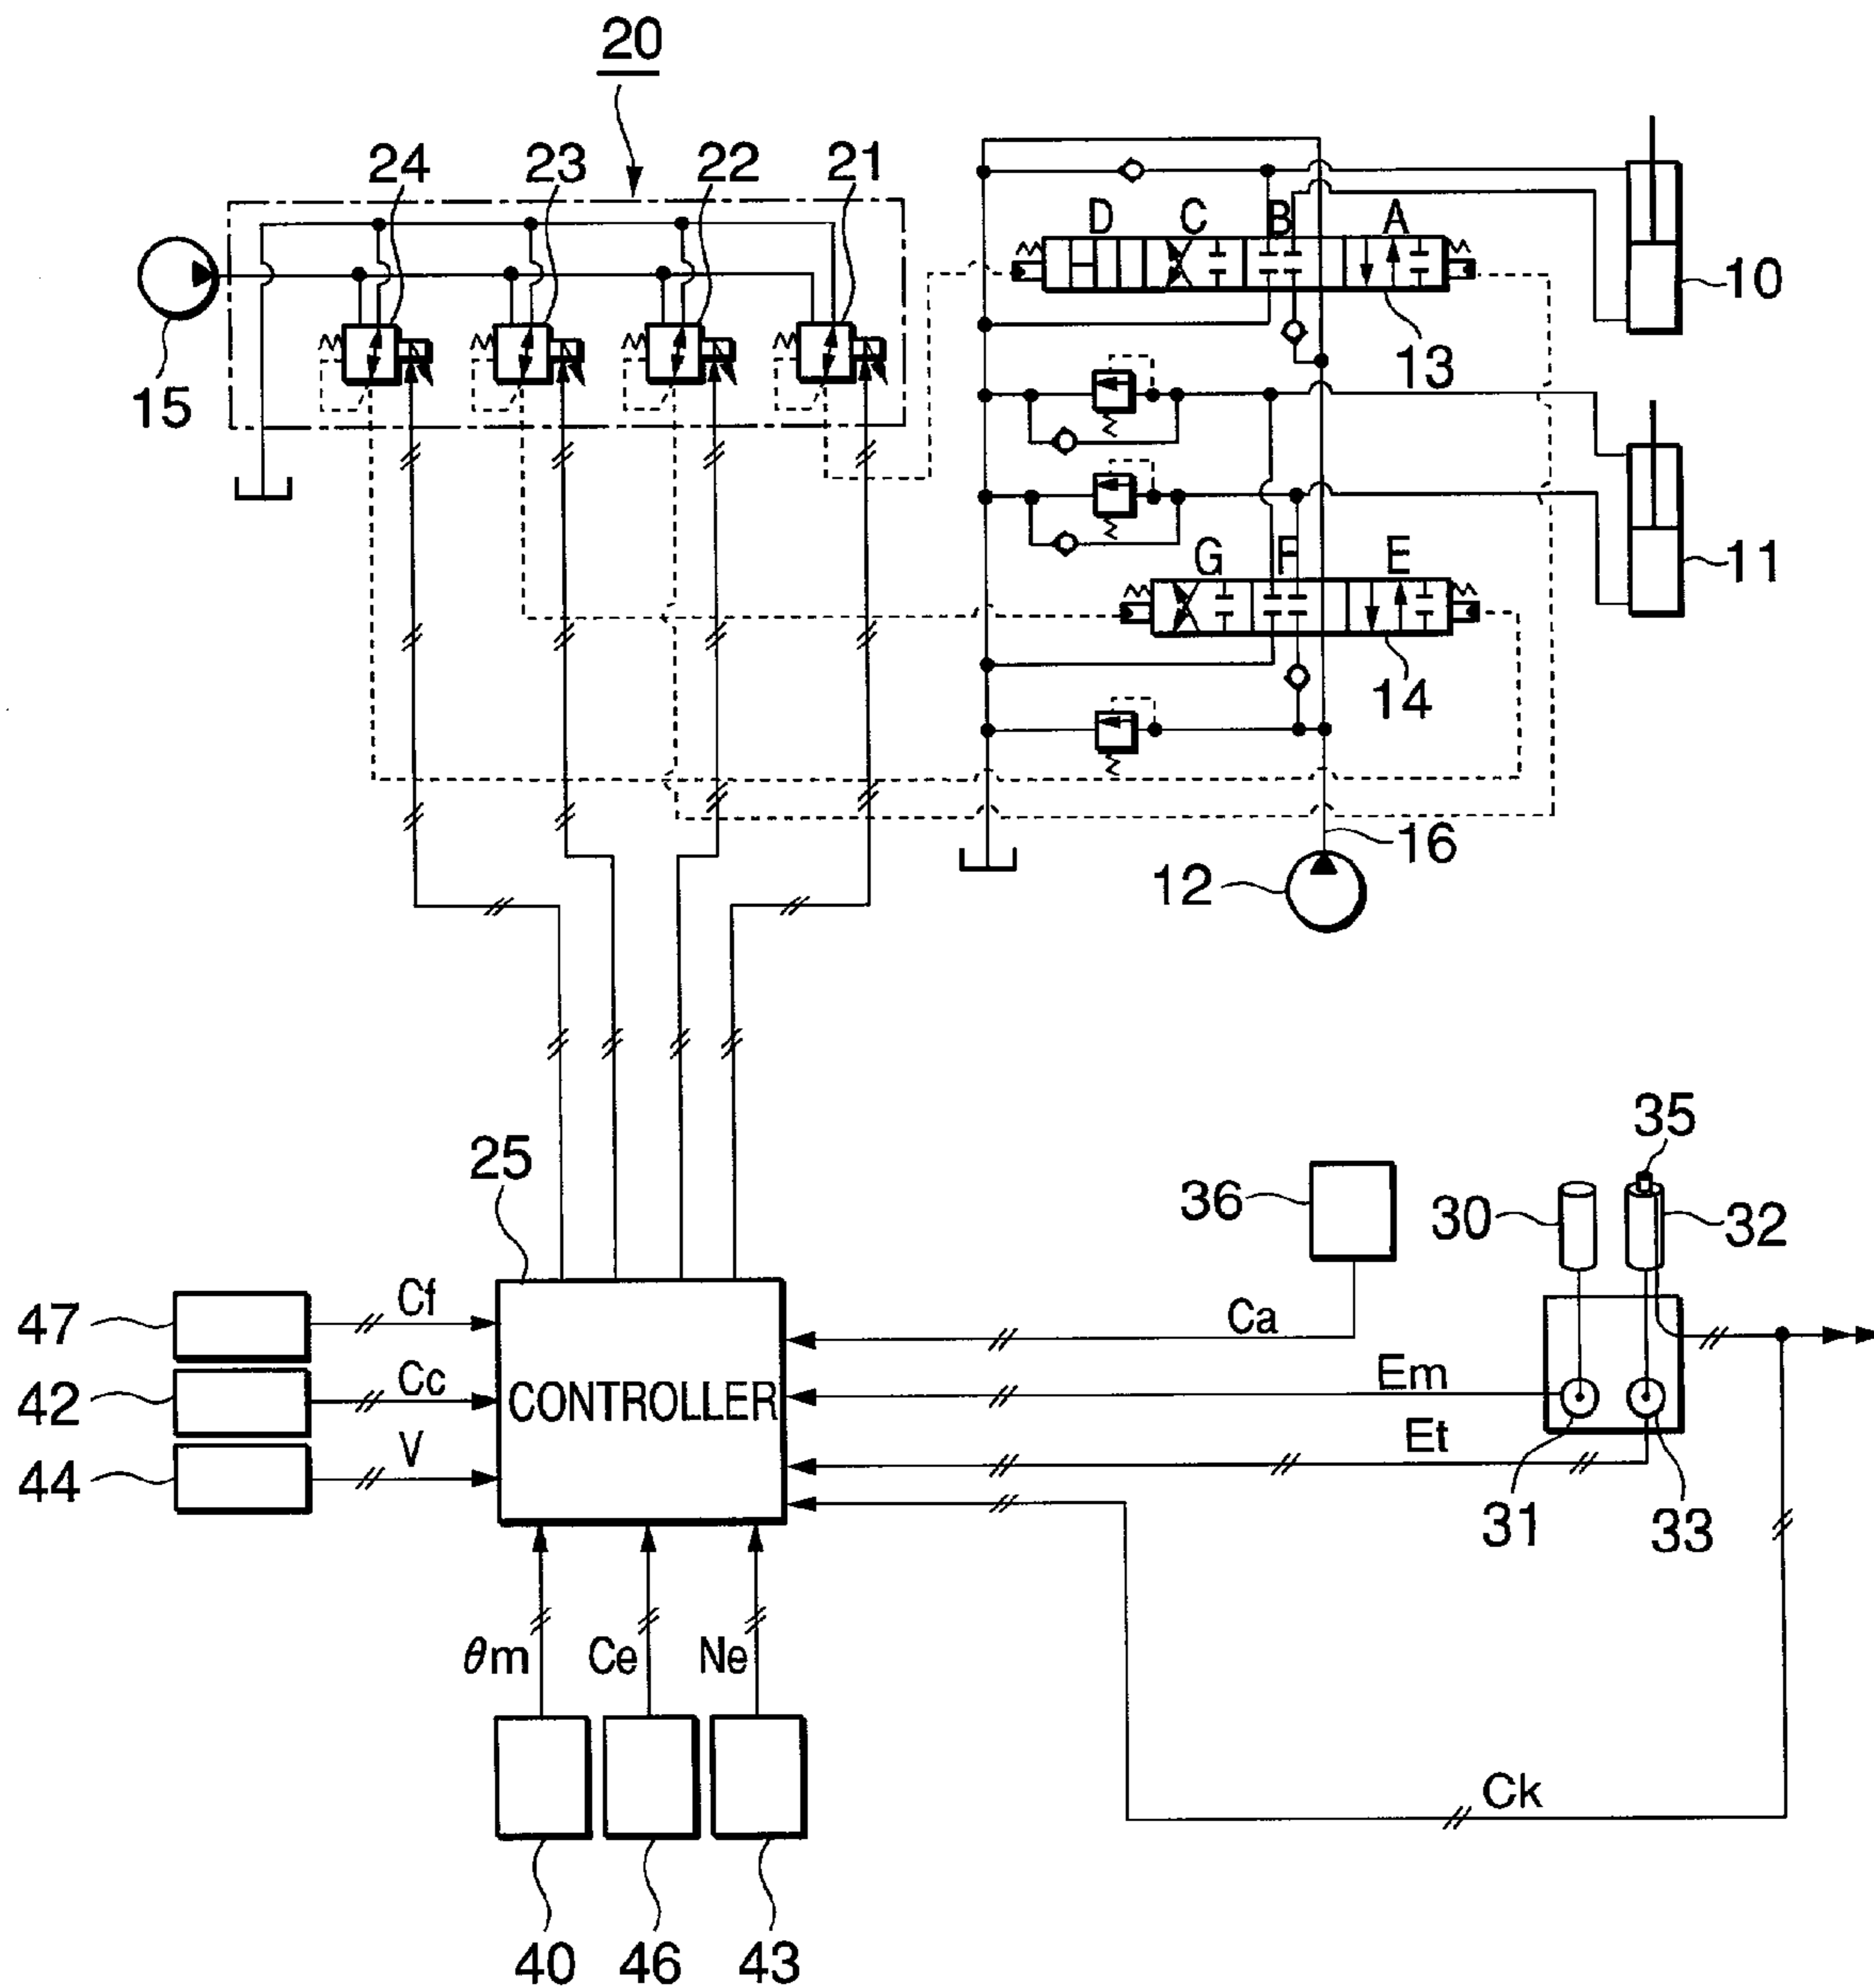 20
24 23 22 21
D C B A
15
10
13
G F E
11
14
16
12
35
25
36 30 32
47 Cf
Ca
42 Cc CONTROLLER Em
44 V Et
31 33
θm Ce Ne
Ck
40 46 43